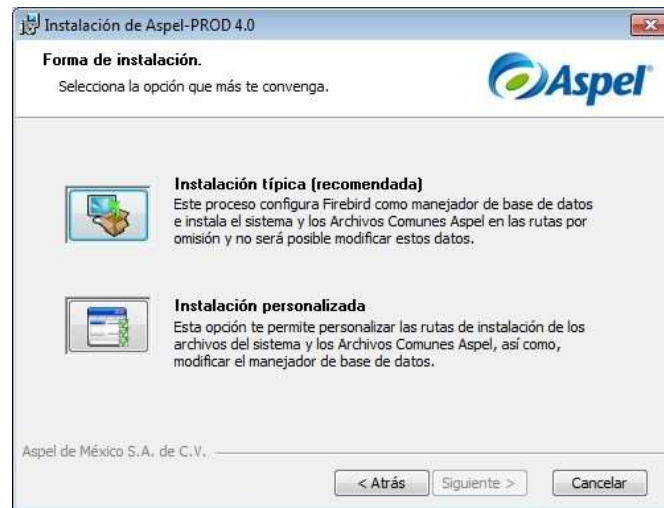 Instalación de Aspel-PROD 4.0
Forma de instalación.
Selecciona la opción que más te convenga.
Aspel
Instalación típica (recomendada)
Este proceso configura Firebird como manejador de base de datos
e instala el sistema y los Archivos Comunes Aspel en las rutas por
omisión y no será posible modificar estos datos.
Instalación personalizada
Esta opción te permite personalizar las rutas de instalación de los
archivos del sistema y los Archivos Comunes Aspel, así como,
modificar el manejador de base de datos.
Aspel de México S.A. de C.V.
< Atrás Siguiente > Cancelar